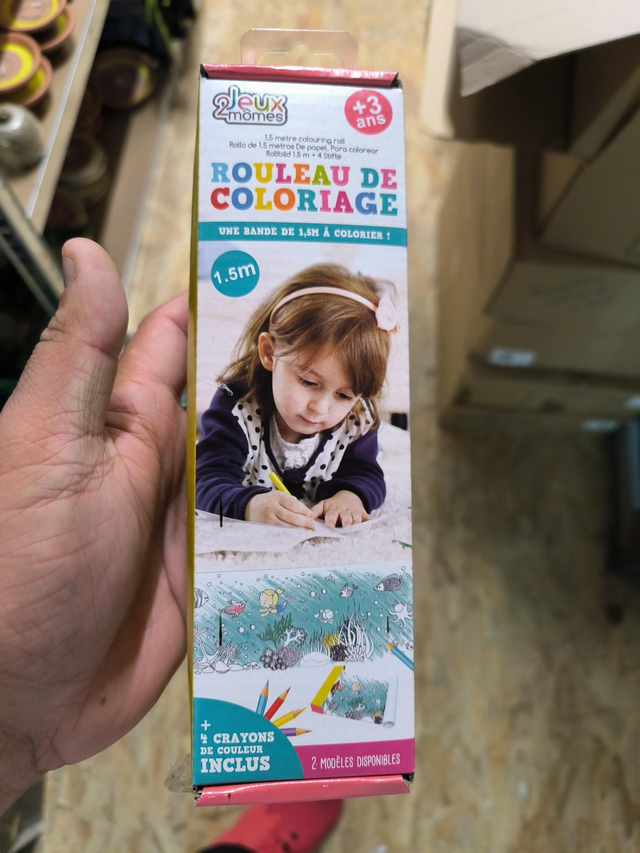 Jeux
2mômes
+3
ans
1.5 metre colouring roll
Rollo de 1.5 metros De papel. Para colorear
Rollbild 1.5 m + 4 Stifte
ROULEAU DE
COLORIAGE
UNE BANDE DE 1,5M À COLORIER !
1.5m
+
4 CRAYONS
DE COULEUR
INCLUS
2 MODÈLES DISPONIBLES